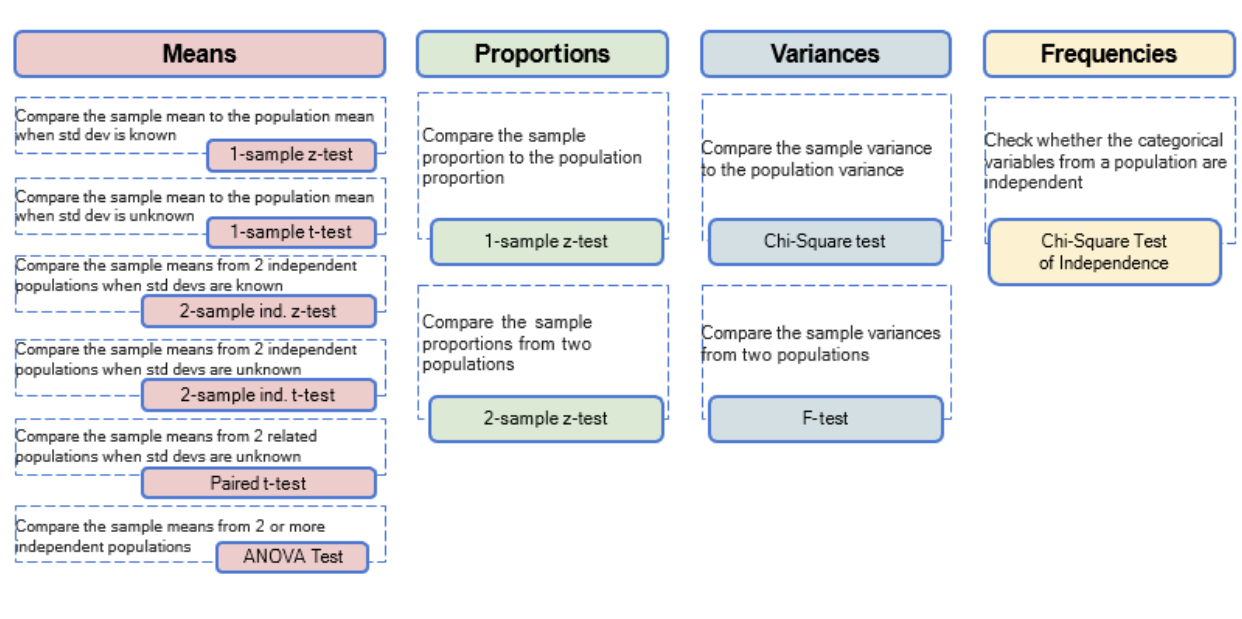 Means
Compare the sample mean to the population mean
when std dev is known
1-sample z-test
Compare the sample mean to the population mean
when std dev is unknown
1-sample t-test
Compare the sample means from 2 independent
populations when std devs are known
2-sample ind. z-test
Compare the sample means from 2 independent
populations when std devs are unknown
2-sample ind. t-test
Compare the sample means from 2 related
populations when std devs are unknown
Paired t-test
Compare the sample means from 2 or more
independent populations
ANOVA Test
Proportions
Compare the sample
proportion to the population
proportion
1-sample z-test
Compare the sample
proportions from two
populations
2-sample z-test
Variances
Compare the sample variance
to the population variance
Chi-Square test
Compare the sample variances
from two populations
F-test
Frequencies
Check whether the categorical
variables from a population are
independent
Chi-Square Test
of Independence